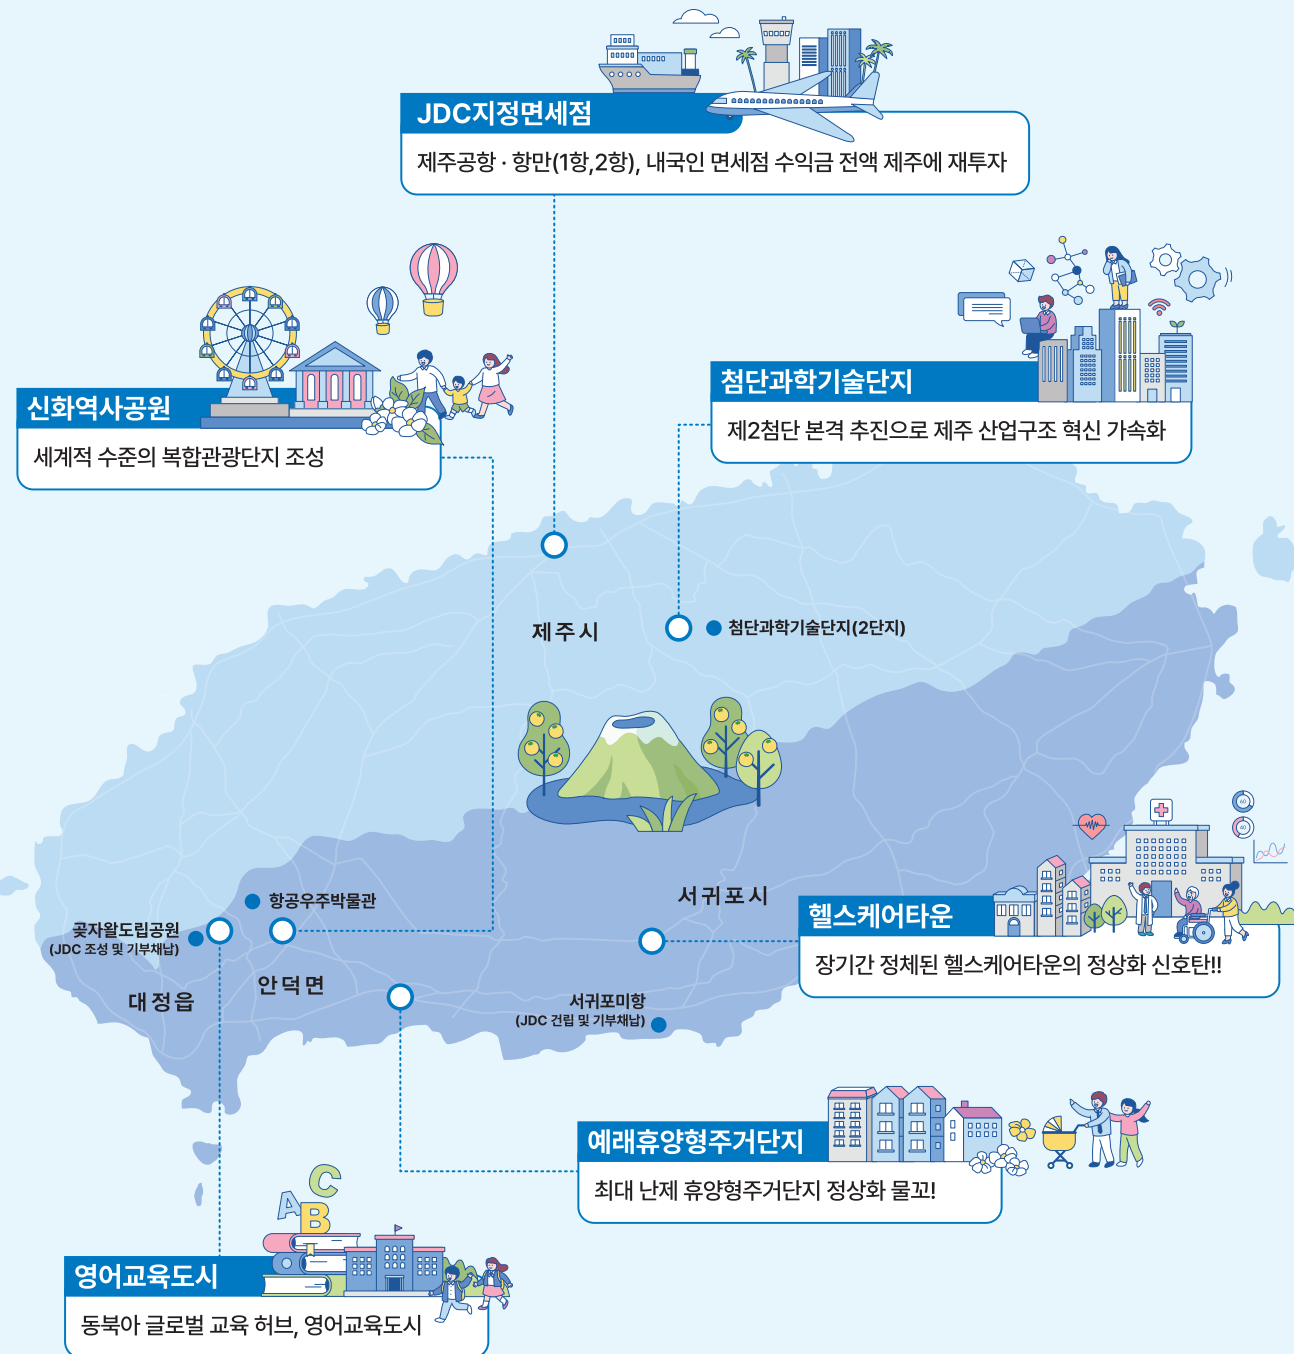 JDC지정면세점
제주공항 · 항만(1항,2항), 내국인 면세점 수익금 전액 제주에 재투자
신화역사공원
세계적 수준의 복합관광단지 조성
첨단과학기술단지
제2첨단 본격 추진으로 제주 산업구조 혁신 가속화
제주시
첨단과학기술단지(2단지)
60
40
항공우주박물관
서귀포시
헬스케어타운
장기간 정체된 헬스케어타운의 정상화 신호탄!!
곶자왈도립공원
(JDC 조성 및 기부채납)
안덕면
대정읍
서귀포미항
(JDC 건립 및 기부채납)
예래휴양형주거단지
최대 난제 휴양형주거단지 정상화 물꼬!
C
A
B
영어교육도시
동북아 글로벌 교육 허브, 영어교육도시